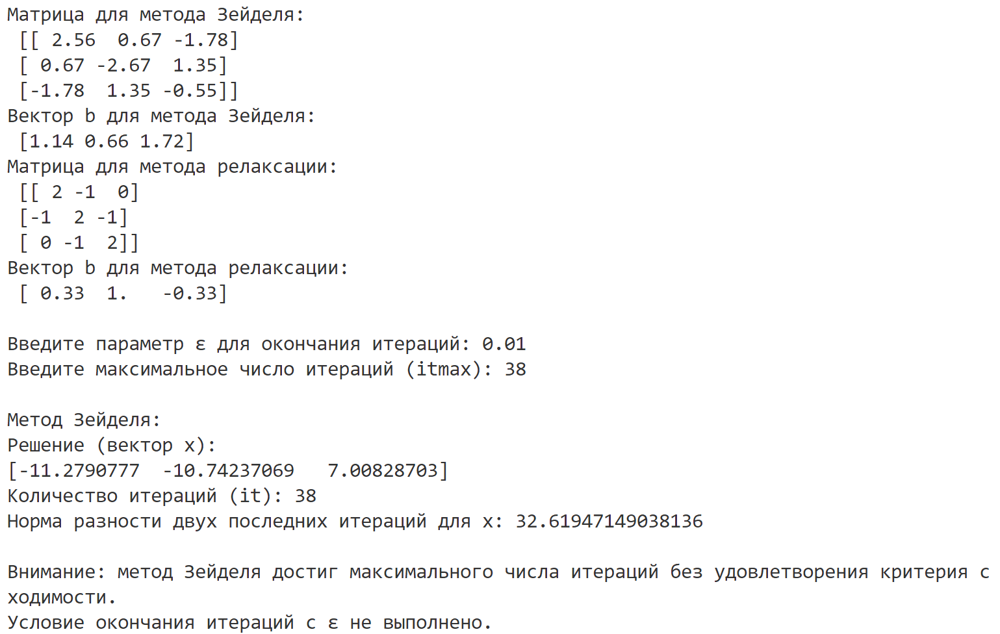 Матрица для метода Зейделя:
[[ 2.56  0.67 -1.78]
[ 0.67 -2.67  1.35]
[-1.78  1.35 -0.55]]
Вектор b для метода Зейделя:
[1.14 0.66 1.72]
Матрица для метода релаксации:
[[ 2 -1  0]
[-1  2 -1]
[ 0 -1  2]]
Вектор b для метода релаксации:
[ 0.33  1.   -0.33]
Введите параметр ε для окончания итераций: 0.01
Введите максимальное число итераций (itmax): 38
Метод Зейделя:
Решение (вектор x):
[-11.2790777  -10.74237069   7.00828703]
Количество итераций (it): 38
Норма разности двух последних итераций для x: 32.61947149038136
Внимание: метод Зейделя достиг максимального числа итераций без удовлетворения критерия с
ходимости.
Условие окончания итераций с ε не выполнено.